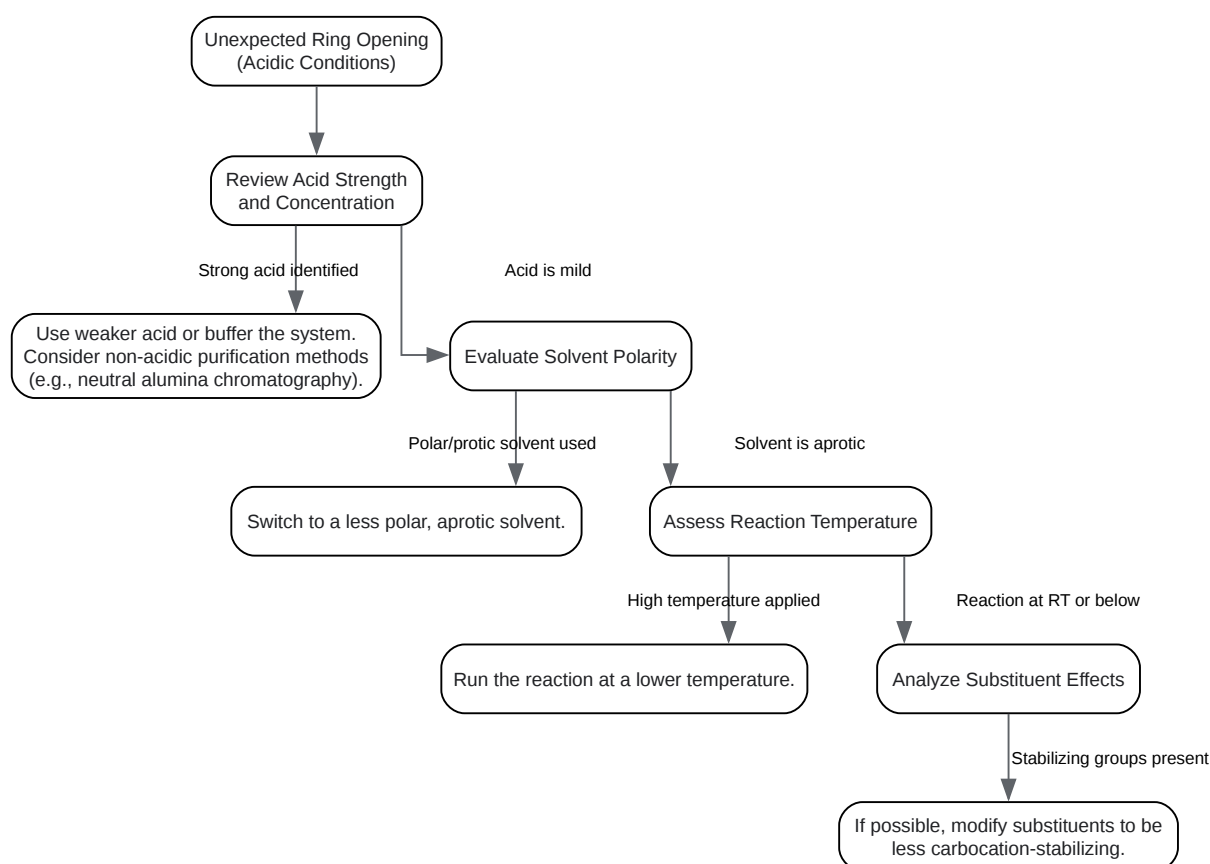 Unexpected Ring Opening
(Acidic Conditions)
Review Acid Strength
and Concentration
Strong acid identified
Acid is mild
Use weaker acid or buffer the system.
Consider non-acidic purification methods
(e.g., neutral alumina chromatography).
Evaluate Solvent Polarity
Polar/protic solvent used
Solvent is aprotic
Switch to a less polar, aprotic solvent.
Assess Reaction Temperature
High temperature applied
Reaction at RT or below
Run the reaction at a lower temperature.
Analyze Substituent Effects
Stabilizing groups present
If possible, modify substituents to be
less carbocation-stabilizing.